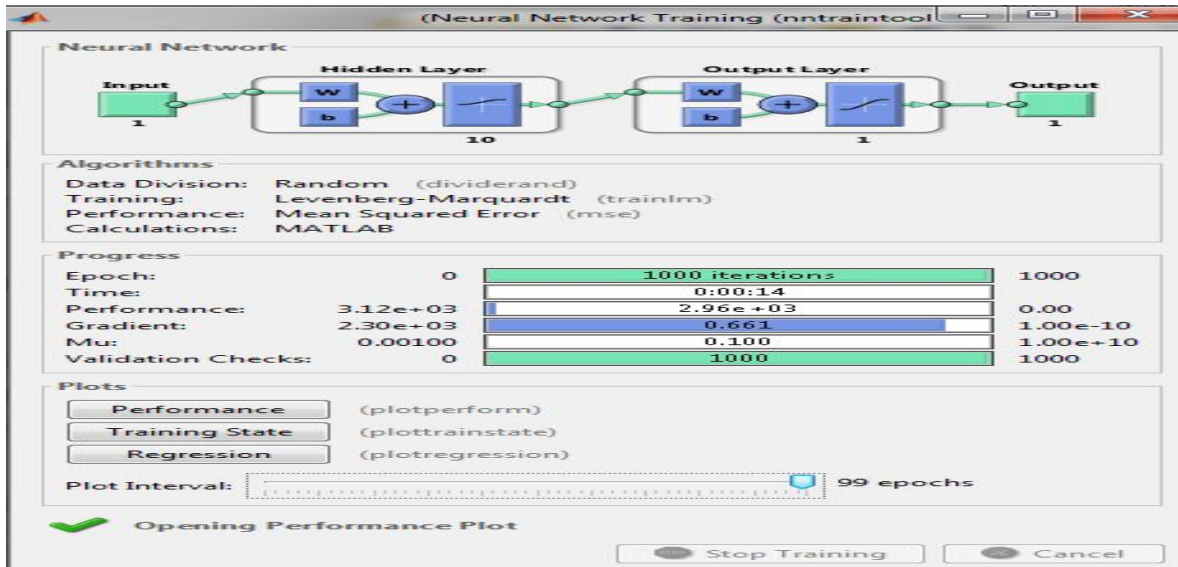 (Neural Network Training (nntraintool
Neural Network
Hidden Layer Output Layer
Input Output
W W
b b
+ +
1 10 1 1
Algorithms
Data Division: Random (dividerand)
Training: Levenberg-Marquardt (trainlm)
Performance: Mean Squared Error (mse)
Calculations: MATLAB
Progress
Epoch: 0 1000 iterations 1000
Time: 0:00:14
Performance: 3.12e+03 2.96e+03 0.00
Gradient: 2.30e+03 0.661 1.00e-10
Mu: 0.00100 0.100 1.00e+10
Validation Checks: 0 1000 1000
Plots
Performance (plotperform)
Training State (plottrainstate)
Regression (plotregression)
Plot Interval: 99 epochs
Opening Performance Plot
Stop Training Cancel